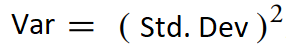 Var = ( Std. Dev )²